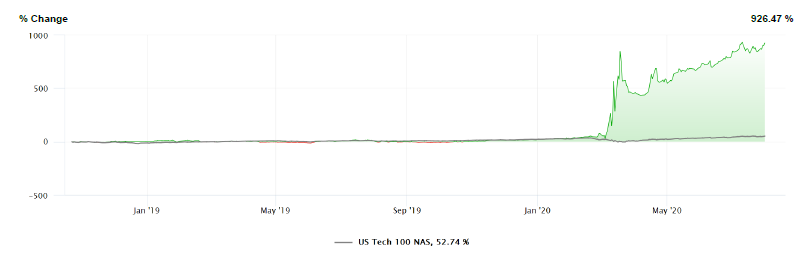 % Change 926.47 %
1000
500
0
-500
Jan '19 May '19 Sep '19 Jan '20 May '20
US Tech 100 NAS, 52.74 %